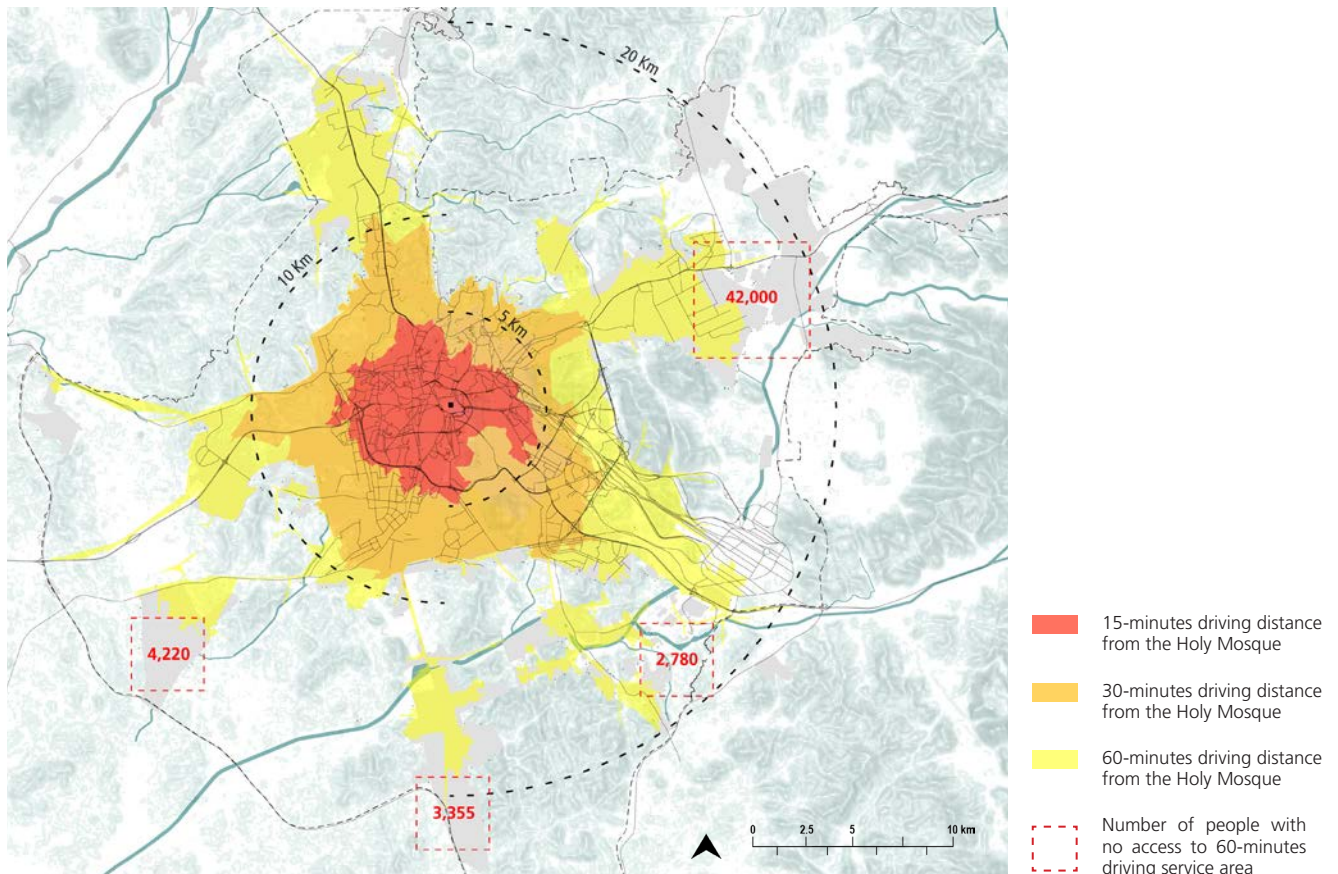 20 Km
10 Km
5 Km
42,000
4,220
2,780
3,355
0 2.5 5 10 km
15-minutes driving distance
from the Holy Mosque
30-minutes driving distance
from the Holy Mosque
60-minutes driving distance
from the Holy Mosque
Number of people with
no access to 60-minutes
driving service area